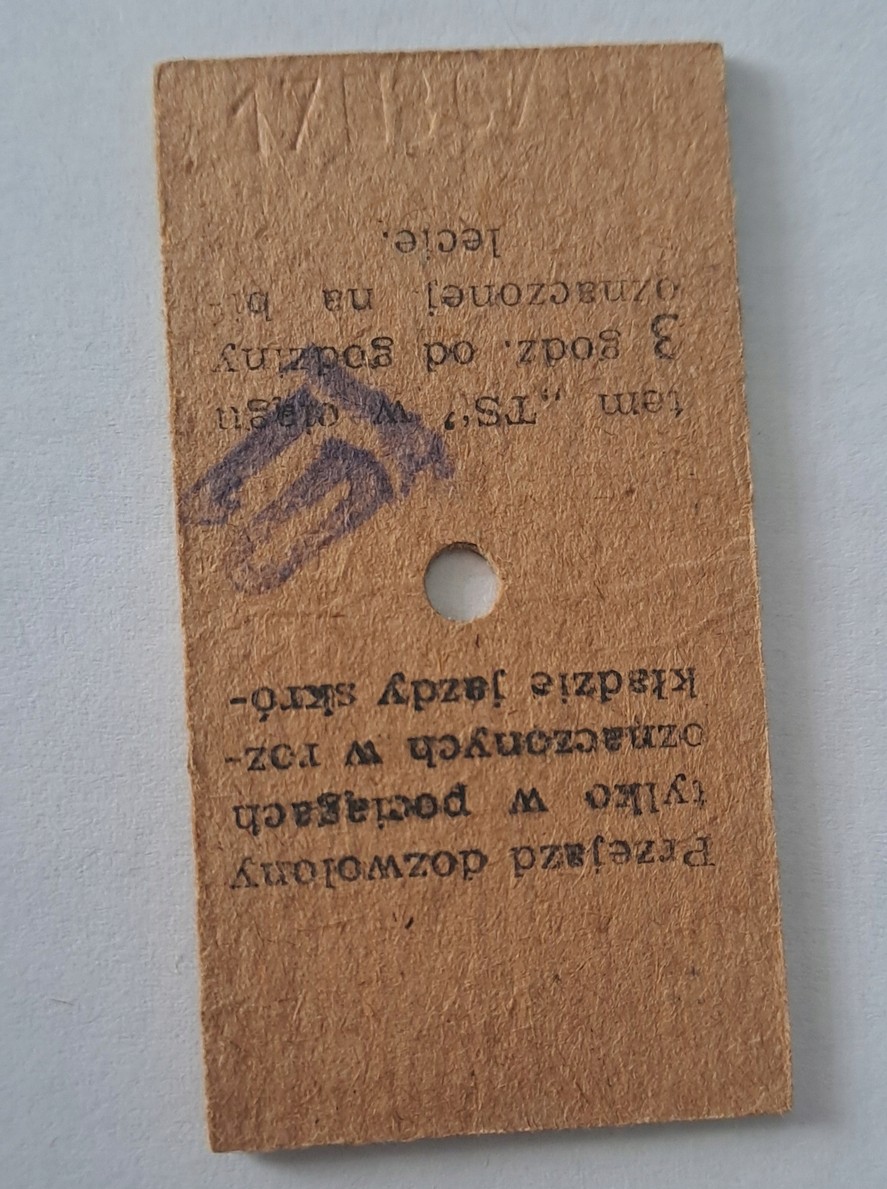 Przejazd dozwolony
tylko w pociągach
oznaczonych w roz-
kładzie jazdy skró-
tem „TS” w ciągu
3 godz. od godziny
oznaczonej na bi-
lecie.